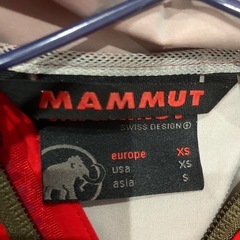 MAMMUT
SWISS DESIGN
europe XS
usa XS
asia S